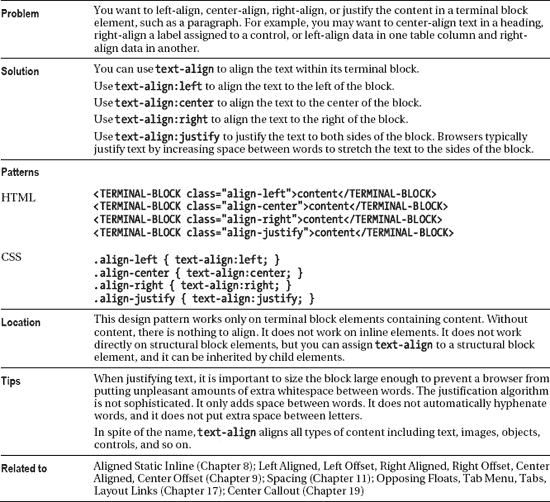 Problem
You want to left-align, center-align, right-align, or justify the content in a terminal block
element, such as a paragraph. For example, you may want to center-align text in a heading,
right-align a label assigned to a control, or left-align data in one table column and right-
align data in another.
Solution
You can use text-align to align the text within its terminal block.
Use text-align:left to align the text to the left of the block.
Use text-align:center to align the text to the center of the block.
Use text-align:right to align the text to the right of the block.
Use text-align:justify to justify the text to both sides of the block. Browsers typically
justify text by increasing space between words to stretch the text to the sides of the block.
Patterns
HTML
<TERMINAL-BLOCK class="align-left">content</TERMINAL-BLOCK>
<TERMINAL-BLOCK class="align-center">content</TERMINAL-BLOCK>
<TERMINAL-BLOCK class="align-right">content</TERMINAL-BLOCK>
<TERMINAL-BLOCK class="align-justify">content</TERMINAL-BLOCK>
CSS
.align-left { text-align:left; }
.align-center { text-align:center; }
.align-right { text-align:right; }
.align-justify { text-align:justify; }
Location
This design pattern works only on terminal block elements containing content. Without
content, there is nothing to align. It does not work on inline elements. It does not work
directly on structural block elements, but you can assign text-align to a structural block
element, and it can be inherited by child elements.
Tips
When justifying text, it is important to size the block large enough to prevent a browser from
putting unpleasant amounts of extra whitespace between words. The justification algorithm
is not sophisticated. It only adds space between words. It does not automatically hyphenate
words, and it does not put extra space between letters.
In spite of the name, text-align aligns all types of content including text, images, objects,
controls, and so on.
Related to
Aligned Static Inline (Chapter 8); Left Aligned, Left Offset, Right Aligned, Right Offset, Center
Aligned, Center Offset (Chapter 9); Spacing (Chapter 11); Opposing Floats, Tab Menu, Tabs,
Layout Links (Chapter 17); Center Callout (Chapter 19)